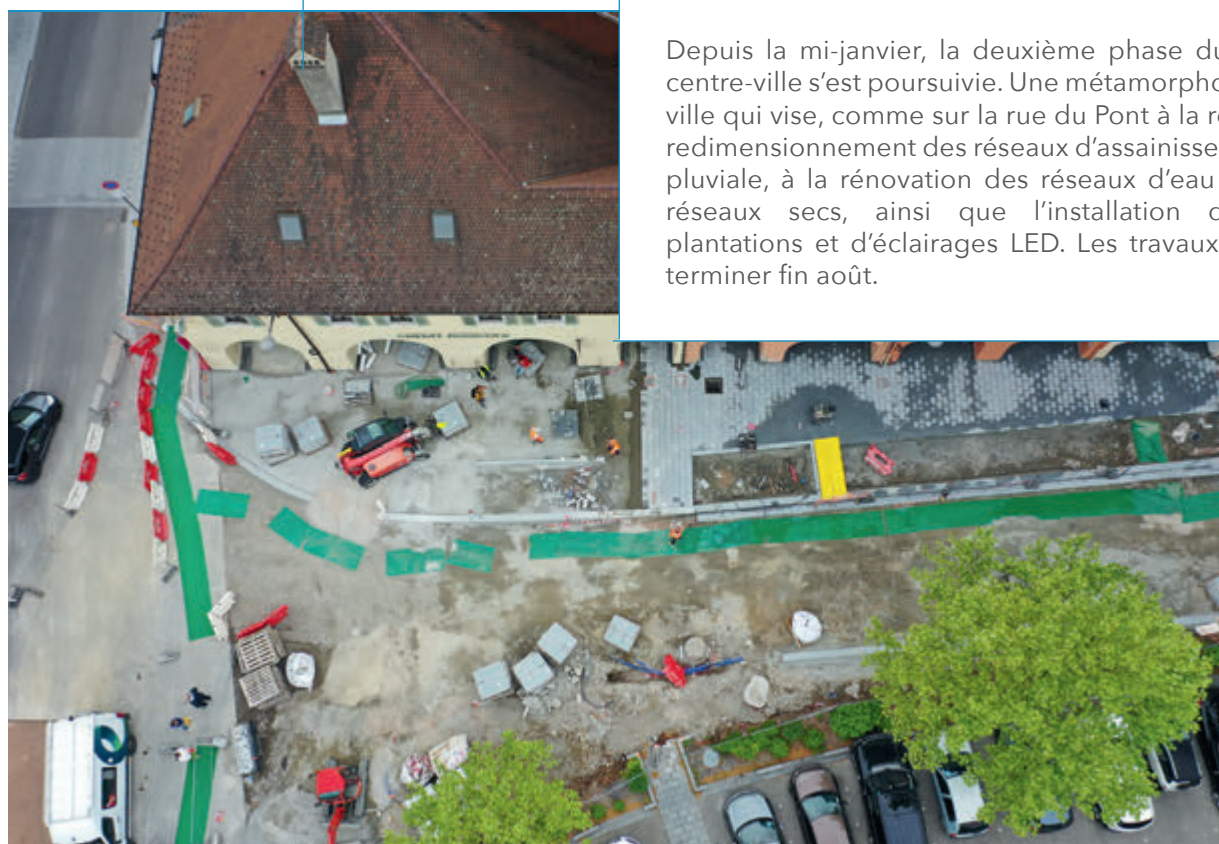 Depuis la mi-janvier, la deuxième phase du
centre-ville s'est poursuivie. Une métamorpho
ville qui vise, comme sur la rue du Pont à la r
redimensionnement des réseaux d'assainisse
pluviale, à la rénovation des réseaux d'eau
réseaux secs, ainsi que l'installation d
plantations et d'éclairages LED. Les travaux
terminer fin août.